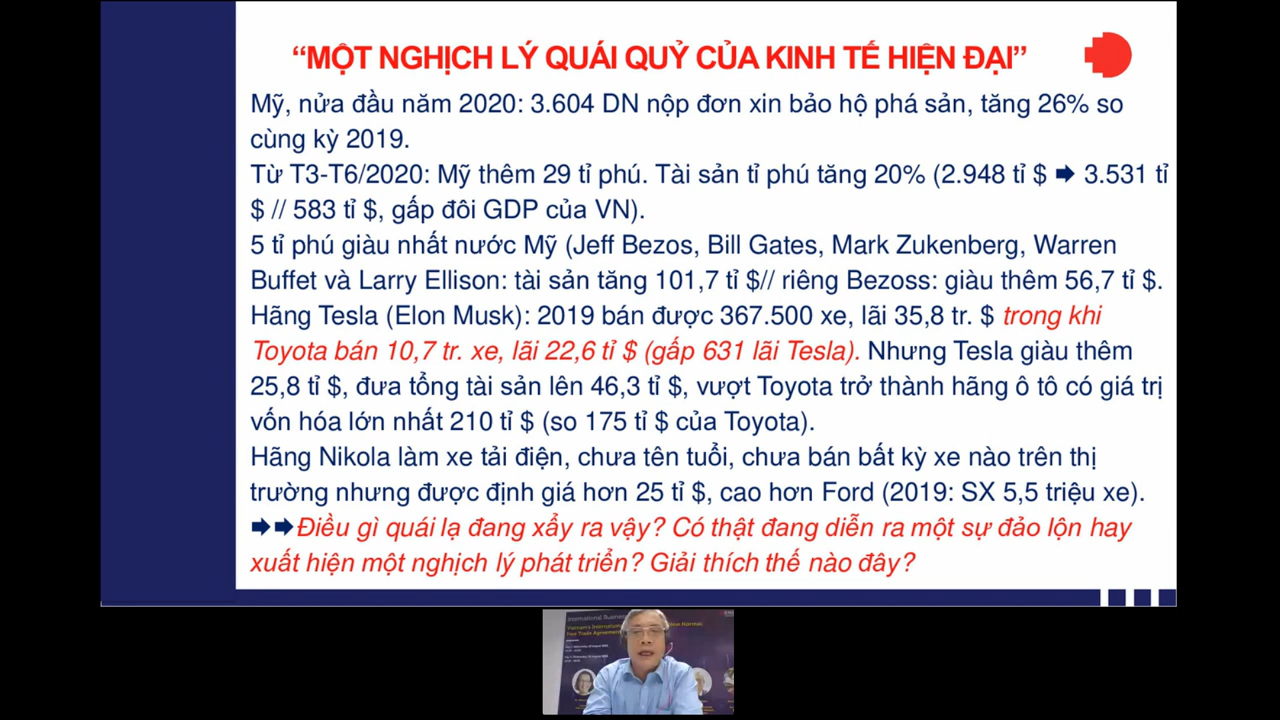 “MỘT NGHỊCH LÝ QUÁI QUỶ CỦA KINH TẾ HIỆN ĐẠI”
Mỹ, nửa đầu năm 2020: 3.604 DN nộp đơn xin bảo hộ phá sản, tăng 26% so
cùng kỳ 2019.
Từ T3-T6/2020: Mỹ thêm 29 tỉ phú. Tài sản tỉ phú tăng 20% (2.948 tỉ $ 🡆 3.531 tỉ
$ // 583 tỉ $, gấp đôi GDP của VN).
5 tỉ phú giàu nhất nước Mỹ (Jeff Bezos, Bill Gates, Mark Zukenberg, Warren
Buffet và Larry Ellison: tài sản tăng 101,7 tỉ $// riêng Bezoss: giàu thêm 56,7 tỉ $.
Hãng Tesla (Elon Musk): 2019 bán được 367.500 xe, lãi 35,8 tr. $ trong khi
Toyota bán 10,7 tr. xe, lãi 22,6 tỉ $ (gấp 631 lãi Tesla). Nhưng Tesla giàu thêm
25,8 tỉ $, đưa tổng tài sản lên 46,3 tỉ $, vượt Toyota trở thành hãng ô tô có giá trị
vốn hóa lớn nhất 210 tỉ $ (so 175 tỉ $ của Toyota).
Hãng Nikola làm xe tải điện, chưa tên tuổi, chưa bán bất kỳ xe nào trên thị
trường nhưng được định giá hơn 25 tỉ $, cao hơn Ford (2019: SX 5,5 triệu xe).
🡆🡆Điều gì quái lạ đang xẩy ra vậy? Có thật đang diễn ra một sự đảo lộn hay
xuất hiện một nghịch lý phát triển? Giải thích thế nào đây?
International Busines
Vietnam's Internation
Free Trade Agreement